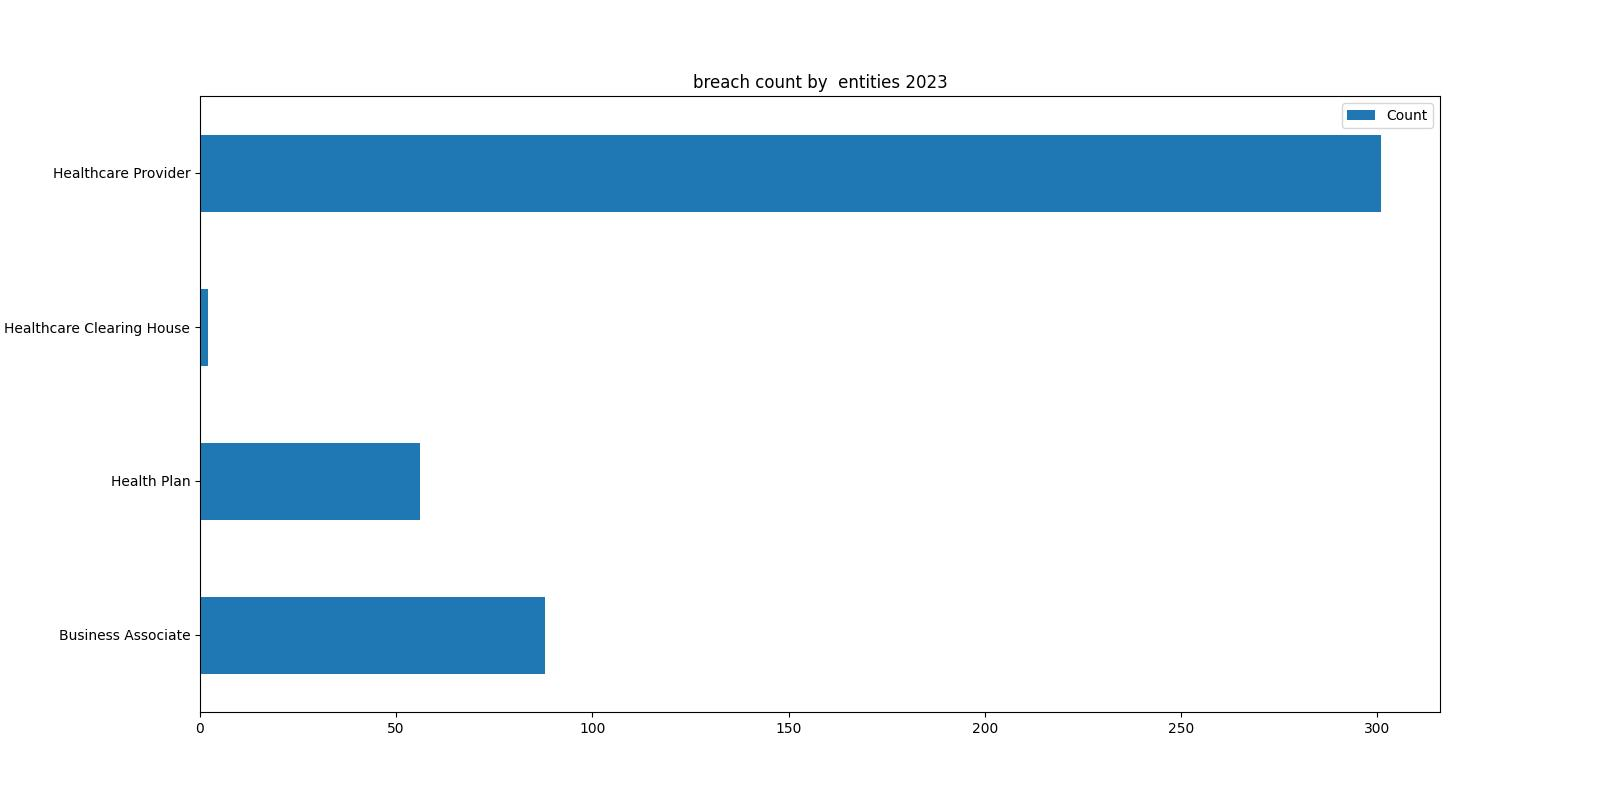 breach count by  entities 2023
Count
Healthcare Provider
Healthcare Clearing House
Health Plan
Business Associate
0 50 100 150 200 250 300